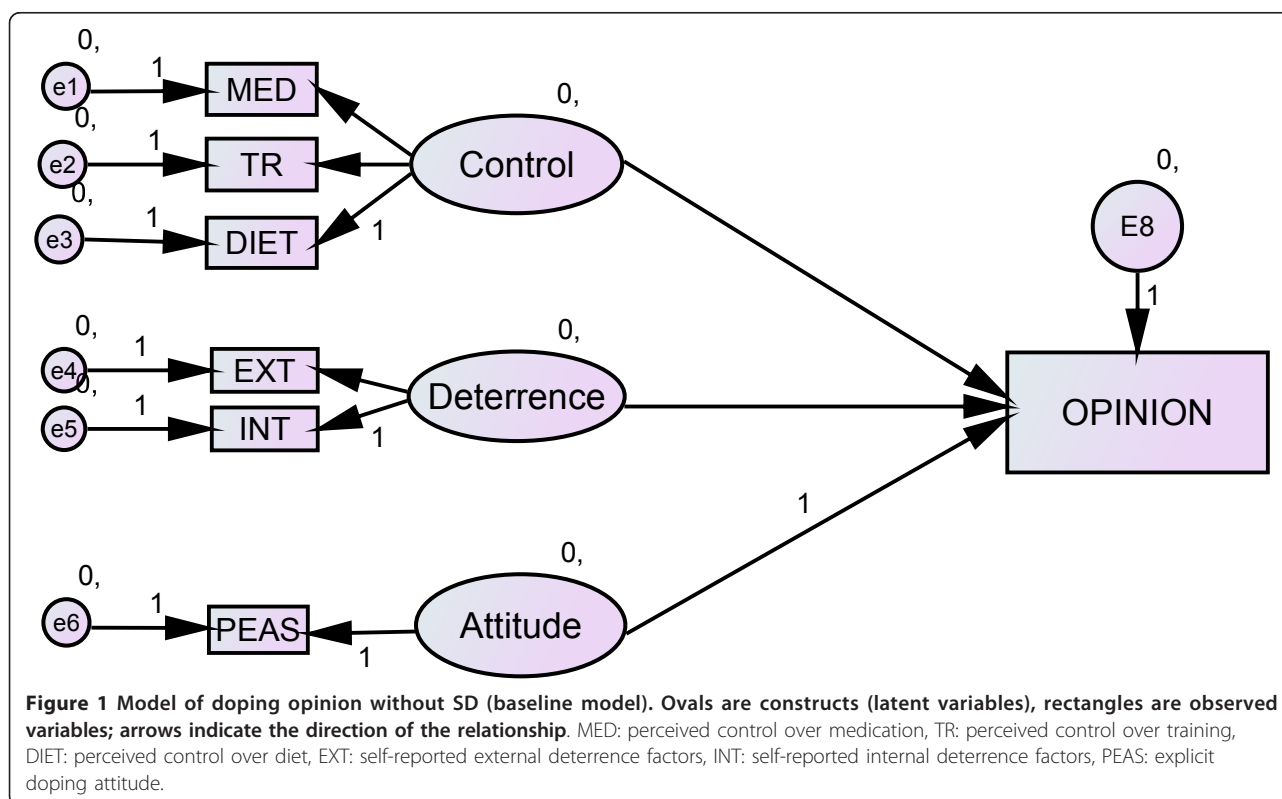 0,
e1 1 MED
0,
e2 1 TR
0,
e3 1 DIET
0,
Control
1
0,
E8
1
0,
e4 1 EXT
0,
e5 1 INT
0,
Deterrence
1
OPINION
0,
e6 1 PEAS
0,
Attitude
1
1
Figure 1 Model of doping opinion without SD (baseline model). Ovals are constructs (latent variables), rectangles are observed
variables; arrows indicate the direction of the relationship. MED: perceived control over medication, TR: perceived control over training,
DIET: perceived control over diet, EXT: self-reported external deterrence factors, INT: self-reported internal deterrence factors, PEAS: explicit
doping attitude.